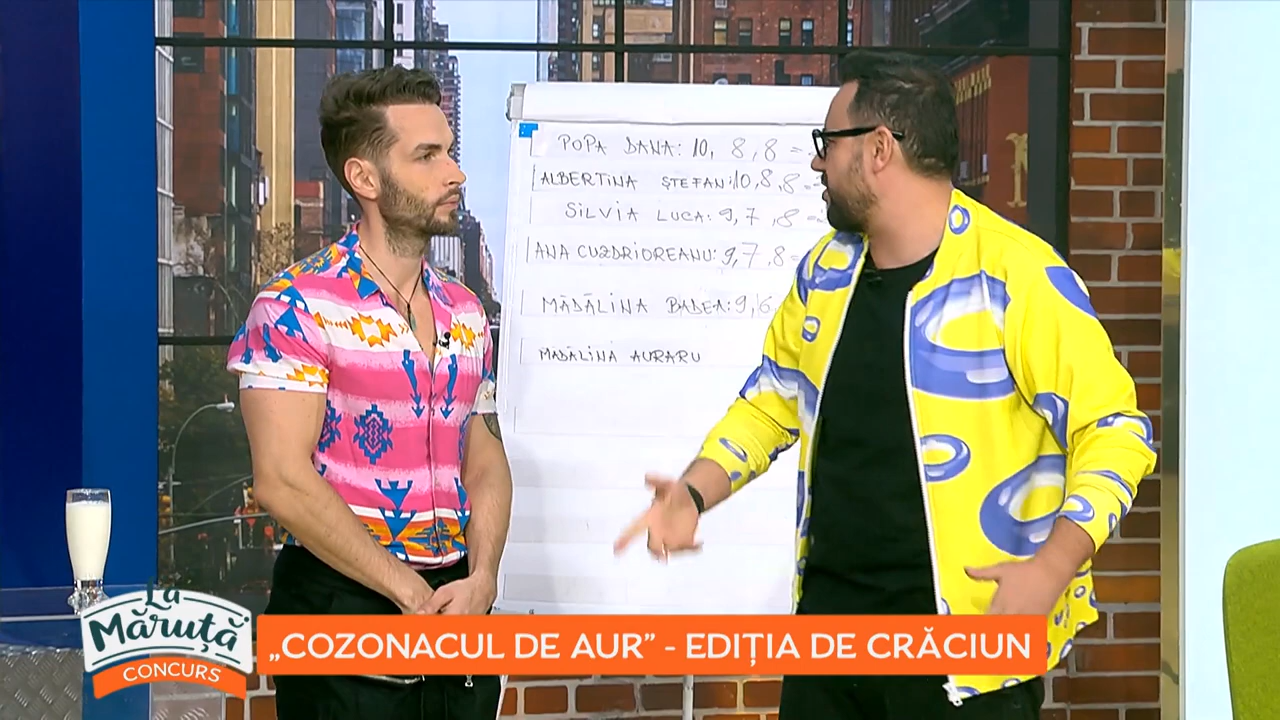 POPA DANA: 10, 8, 8 =
ALBERTINA ȘTEFANI: 10, 8, 8 =
SILVIA LUCA: 9, 7, 8 =
ANA CUZDRIOREANU: 9, 7, 8 =
MĂDĂLINA BADEA: 9, 6,
MĂDĂLINA AURARU
La Măruță
CONCURS
„COZONACUL DE AUR” - EDIȚIA DE CRĂCIUN